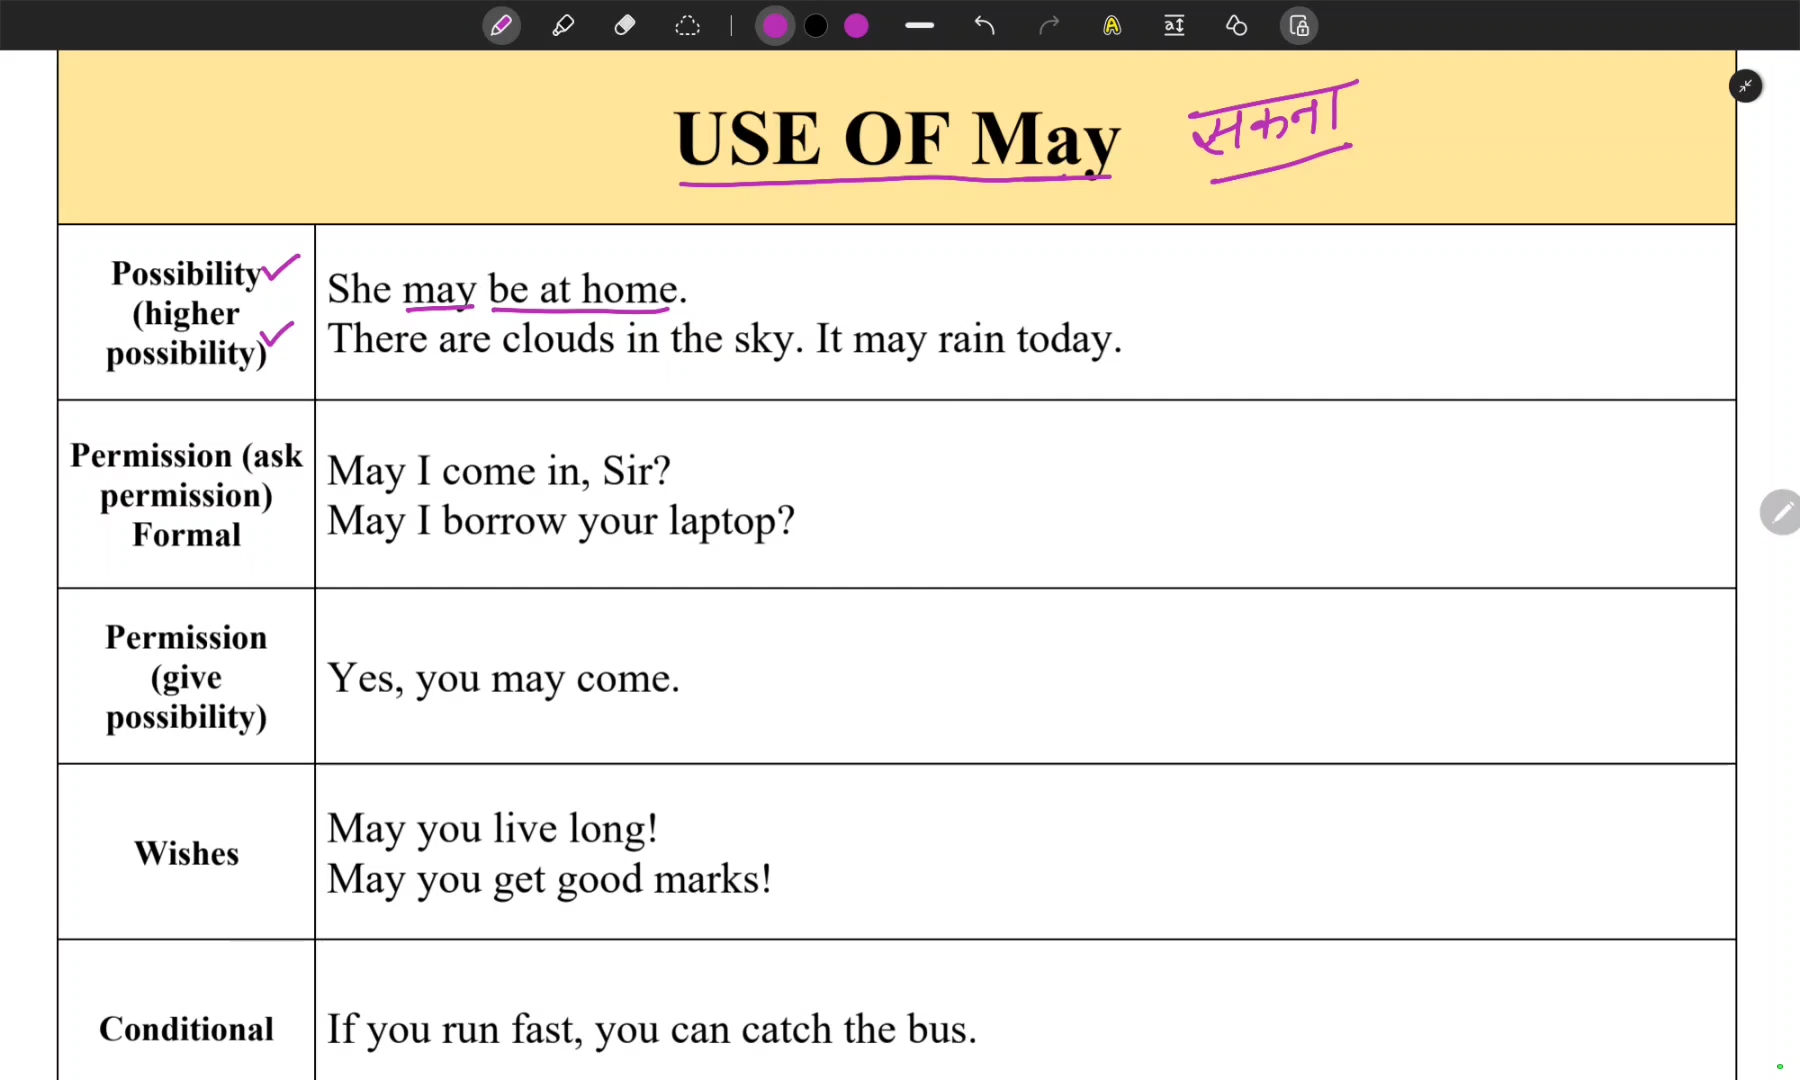 USE OF May सकना
Possibility
(higher
possibility)
She may be at home.
There are clouds in the sky. It may rain today.
Permission (ask
permission)
Formal
May I come in, Sir?
May I borrow your laptop?
Permission
(give
possibility)
Yes, you may come.
Wishes
May you live long!
May you get good marks!
Conditional
If you run fast, you can catch the bus.